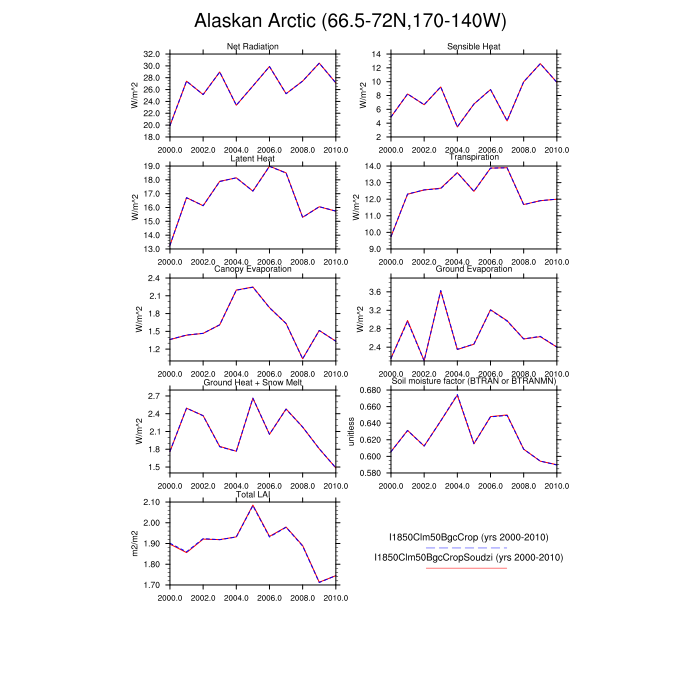 Alaskan Arctic (66.5-72N,170-140W)
Net Radiation
W/m^2
32.0
30.0
28.0
26.0
24.0
22.0
20.0
18.0
2000.0 2002.0 2004.0 2006.0 2008.0 2010.0
Sensible Heat
W/m^2
14
12
10
8
6
4
2
2000.0 2002.0 2004.0 2006.0 2008.0 2010.0
Latent Heat
W/m^2
19.0
18.0
17.0
16.0
15.0
14.0
13.0
2000.0 2002.0 2004.0 2006.0 2008.0 2010.0
Transpiration
W/m^2
14.0
13.0
12.0
11.0
10.0
9.0
2000.0 2002.0 2004.0 2006.0 2008.0 2010.0
Canopy Evaporation
W/m^2
2.4
2.1
1.8
1.5
1.2
2000.0 2002.0 2004.0 2006.0 2008.0 2010.0
Ground Evaporation
W/m^2
3.6
3.2
2.8
2.4
2000.0 2002.0 2004.0 2006.0 2008.0 2010.0
Ground Heat + Snow Melt
W/m^2
2.7
2.4
2.1
1.8
1.5
2000.0 2002.0 2004.0 2006.0 2008.0 2010.0
Soil moisture factor (BTRAN or BTRANMN)
unitless
0.680
0.660
0.640
0.620
0.600
0.580
2000.0 2002.0 2004.0 2006.0 2008.0 2010.0
Total LAI
m2/m2
2.10
2.00
1.90
1.80
1.70
2000.0 2002.0 2004.0 2006.0 2008.0 2010.0
I1850Clm50BgcCrop (yrs 2000-2010)
I1850Clm50BgcCropSoudzi (yrs 2000-2010)